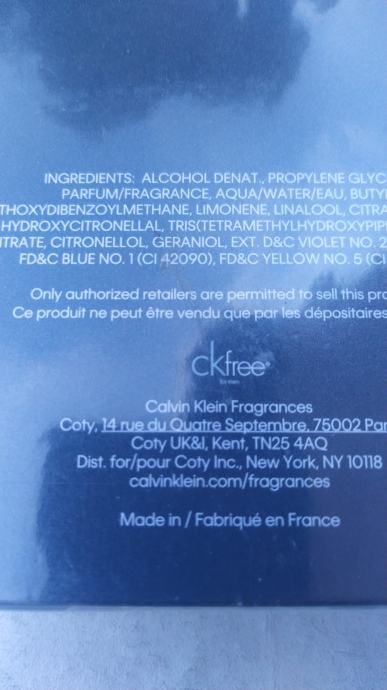 INGREDIENTS: ALCOHOL DENAT., PROPYLENE GLYC
PARFUM/FRAGRANCE, AQUA/WATER/EAU, BUTY
THOXYDIBENZOYLMETHANE, LIMONENE, LINALOOL, CITRA
HYDROXYCITRONELLAL, TRIS(TETRAMETHYLHYDROXYPIP
ITRATE, CITRONELLOL, GERANIOL, EXT. D&C VIOLET NO. 2
FD&C BLUE NO. 1 (CI 42090), FD&C YELLOW NO. 5 (CI
Only authorized retailers are permitted to sell this pro
Ce produit ne peut être vendu que par les dépositaires
ckfree®
for men
Calvin Klein Fragrances
Coty, 14 rue du Quatre Septembre, 75002 Par
Coty UK&I, Kent, TN25 4AQ
Dist. for/pour Coty Inc., New York, NY 10118
calvinklein.com/fragrances
Made in / Fabriqué en France